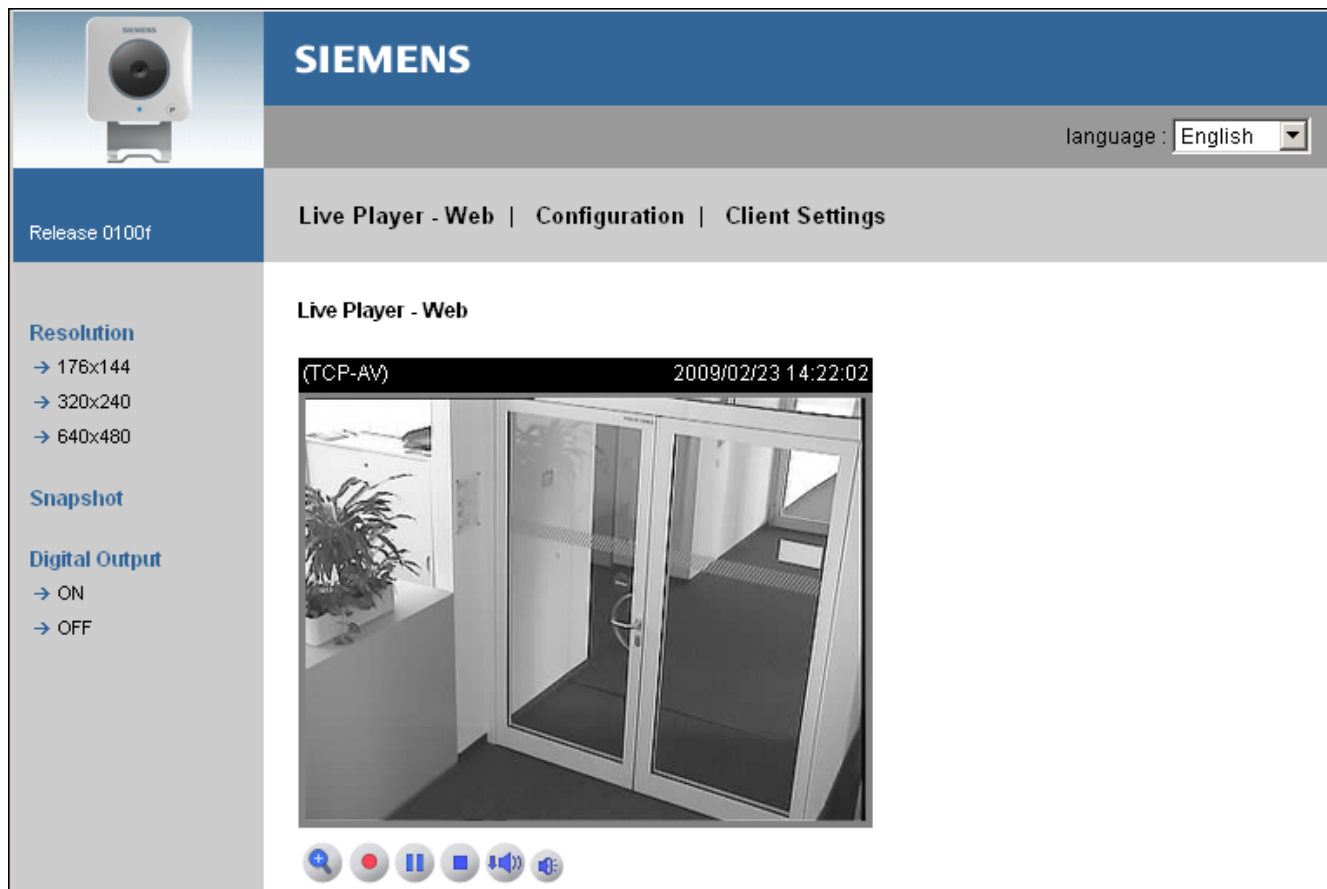 SIEMENS
SIEMENS
language : English
Release 0100f
Live Player - Web | Configuration | Client Settings
Live Player - Web
Resolution
→ 176x144
→ 320x240
→ 640x480
Snapshot
Digital Output
→ ON
→ OFF
(TCP-AV) 2009/02/23 14:22:02
P